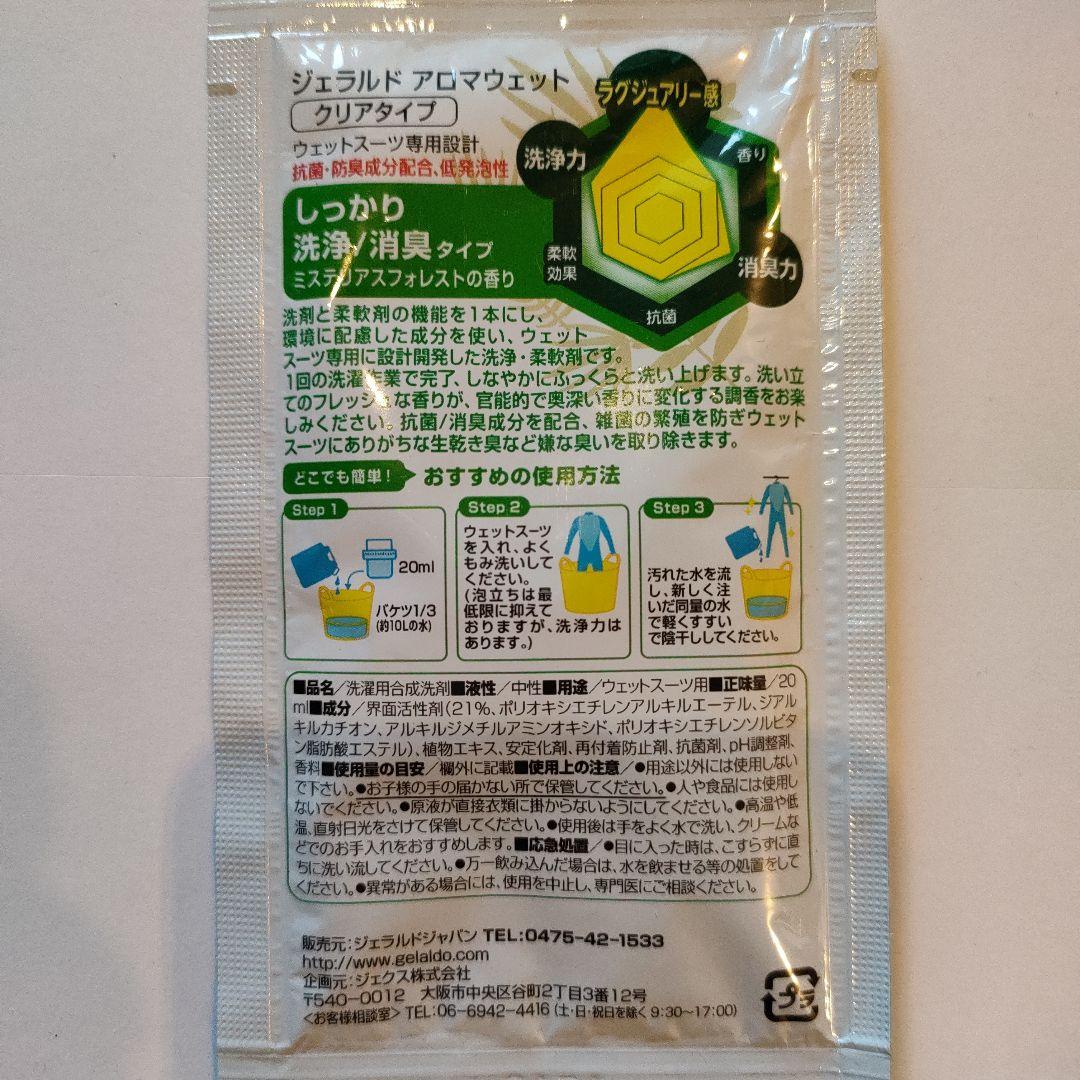 ジェラルド アロマウェット
クリアタイプ
ウェットスーツ専用設計
抗菌・防臭成分配合、低発泡性
しっかり
洗浄/消臭タイプ
ミステリアスフォレストの香り
ラグジュアリー感
洗浄力
香り
柔軟
効果
消臭力
抗菌
洗剤と柔軟剤の機能を1本にし、
環境に配慮した成分を使い、ウェット
スーツ専用に設計開発した洗浄・柔軟剤です。
1回の洗濯作業で完了、しなやかにふっくらと洗い上げます。洗い立
てのフレッシュな香りが、官能的で奥深い香りに変化する調香をお楽
しみください。抗菌/消臭成分を配合、雑菌の繁殖を防ぎウェット
スーツにありがちな生乾き臭など嫌な臭いを取り除きます。
どこでも簡単！
おすすめの使用方法
Step 1
20ml
バケツ1/3
(約10Lの水)
Step 2
ウェットスーツ
を入れ、よく
もみ洗いして
ください。
(泡立ちは最
低限に抑えて
おりますが、洗浄力は
あります。)
Step 3
汚れた水を流
し、新しく注
いだ同量の水
で軽くすすい
で陰干ししてください。
■品名／洗濯用合成洗剤■液性／中性■用途／ウェットスーツ用■正味量／20
ml■成分／界面活性剤(21%、ポリオキシエチレンアルキルエーテル、ジアル
キルカチオン、アルキルジメチルアミンオキシド、ポリオキシエチレンソルビタ
ン脂肪酸エステル)、植物エキス、安定化剤、再付着防止剤、抗菌剤、pH調整剤、
香料■使用量の目安／欄外に記載■使用上の注意／●用途以外には使用しない
で下さい。●お子様の手の届かない所で保管してください。●人や食品には使用し
ないでください。●原液が直接衣類に掛からないようにしてください。●高温や低
温、直射日光をさけて保管してください。●使用後は手をよく水で洗い、クリームな
どでのお手入れをおすすめします。■応急処置／●目に入った時は、こすらずに直
ちに洗い流してください。●万一飲み込んだ場合は、水を飲ませる等の処置をして
ください。●異常がある場合には、使用を中止し、専門医にご相談ください。
販売元：ジェラルドジャパン TEL:0475-42-1533
http://www.gelaldo.com
企画元：ジェクス株式会社
〒540-0012 大阪市中央区谷町2丁目3番12号
<お客様相談室> TEL:06-6942-4416 (土・日・祝日を除く 9:30~17:00)
プラ